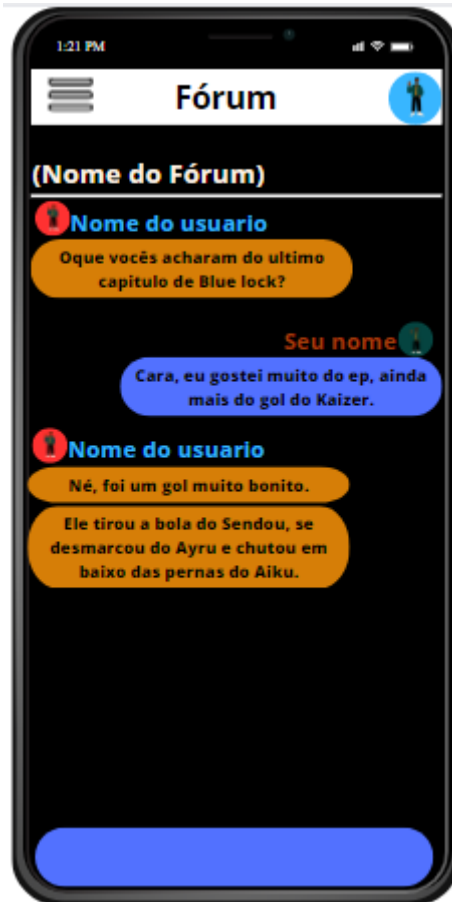 1:21 PM
Fórum
(Nome do Fórum)
Nome do usuario
Oque vocês acharam do ultimo
capitulo de Blue lock?
Seu nome
Cara, eu gostei muito do ep, ainda
mais do gol do Kaizer.
Nome do usuario
Né, foi um gol muito bonito.
Ele tirou a bola do Sendou, se
desmarcou do Ayru e chutou em
baixo das pernas do Aiku.